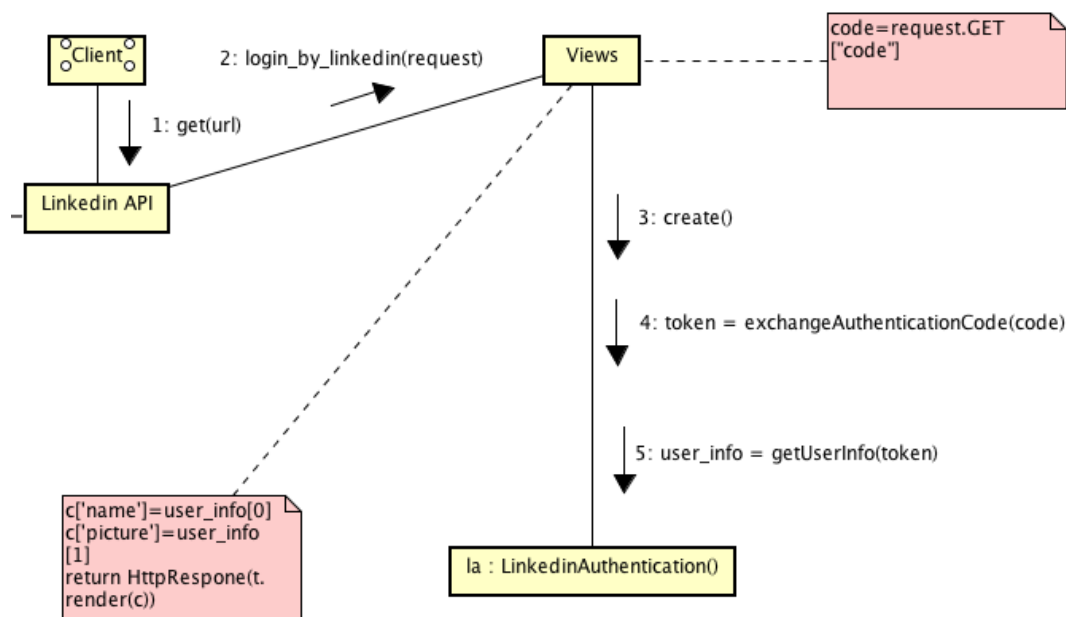 code=request.GET
["code"]
Client
2: login_by_linkedin(request)
Views
1: get(url)
Linkedin API
3: create()
4: token = exchangeAuthenticationCode(code)
5: user_info = getUserInfo(token)
c['name']=user_info[0]
c['picture']=user_info
[1]
return HttpRespone(t.
render(c))
la : LinkedinAuthentication()